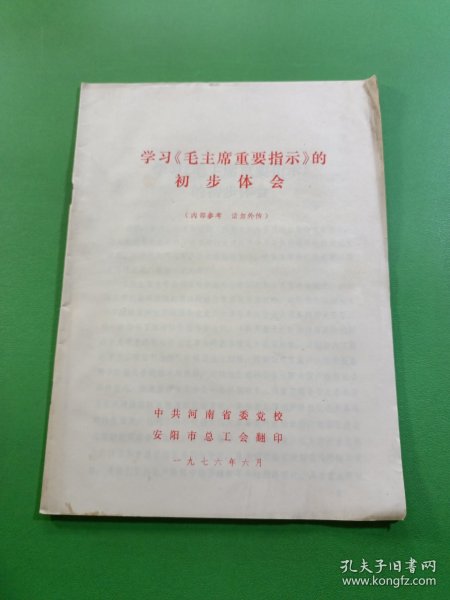 学习《毛主席重要指示》的
初步体会
（内部参考 请勿外传）
中共河南省委党校
安阳市总工会翻印
一九七六年六月
孔夫子旧书网
www.kongfz.com